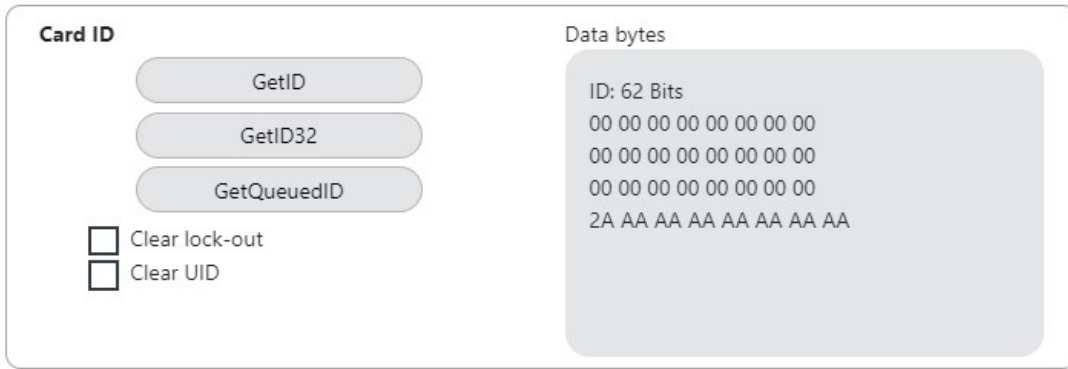 Card ID
GetID
GetID32
GetQueuedID
Clear lock-out
Clear UID
Data bytes
ID: 62 Bits
00 00 00 00 00 00 00 00
00 00 00 00 00 00 00 00
00 00 00 00 00 00 00 00
2A AA AA AA AA AA AA AA